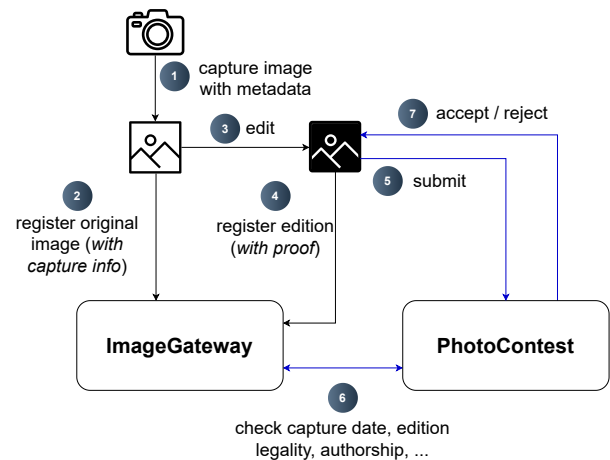 1
capture image
with metadata
2
register original
image (with
capture info)
3
edit
4
register edition
(with proof)
5
submit
7
accept / reject
ImageGateway
PhotoContest
6
check capture date, edition
legality, authorship, ...